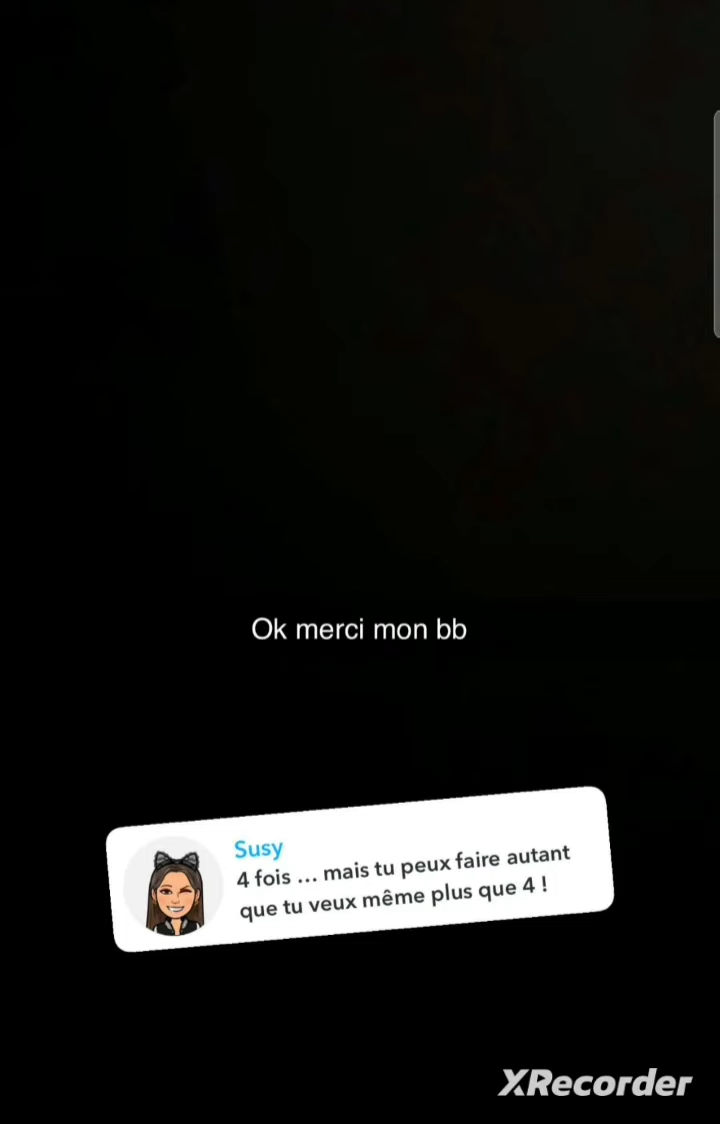 Ok merci mon bb
Susy
4 fois ... mais tu peux faire autant
que tu veux même plus que 4 !
XRecorder